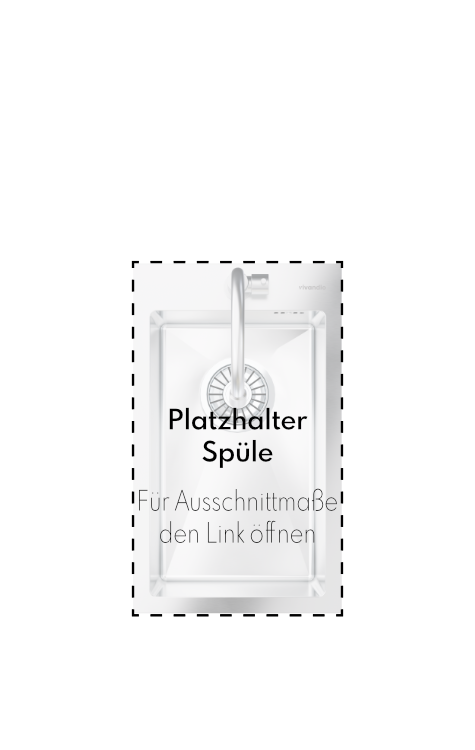 Platzhalter
Spüle
Für Ausschnittmaße
den Link öffnen